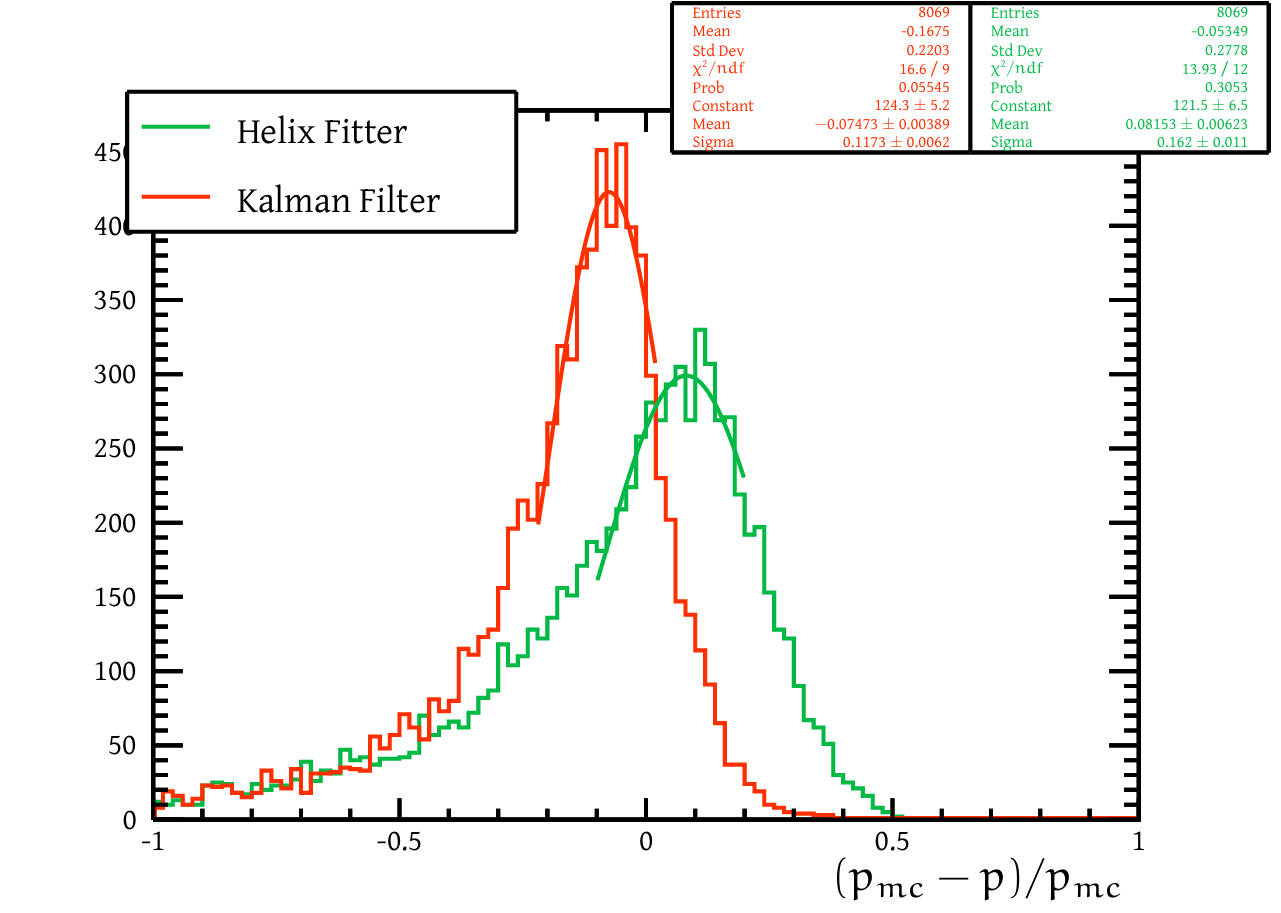 Entries 8069
Mean -0.1675
Std Dev 0.2203
χ²/ndf 16.6 / 9
Prob 0.05545
Constant 124.3 ± 5.2
Mean −0.07473 ± 0.00389
Sigma 0.1173 ± 0.0062
Entries 8069
Mean -0.05349
Std Dev 0.2778
χ²/ndf 13.93 / 12
Prob 0.3053
Constant 121.5 ± 6.5
Mean 0.08153 ± 0.00623
Sigma 0.162 ± 0.011
Helix Fitter
Kalman Filter
350
300
250
200
150
100
50
0
-1 -0.5 0 0.5 1
(p_mc − p)/p_mc